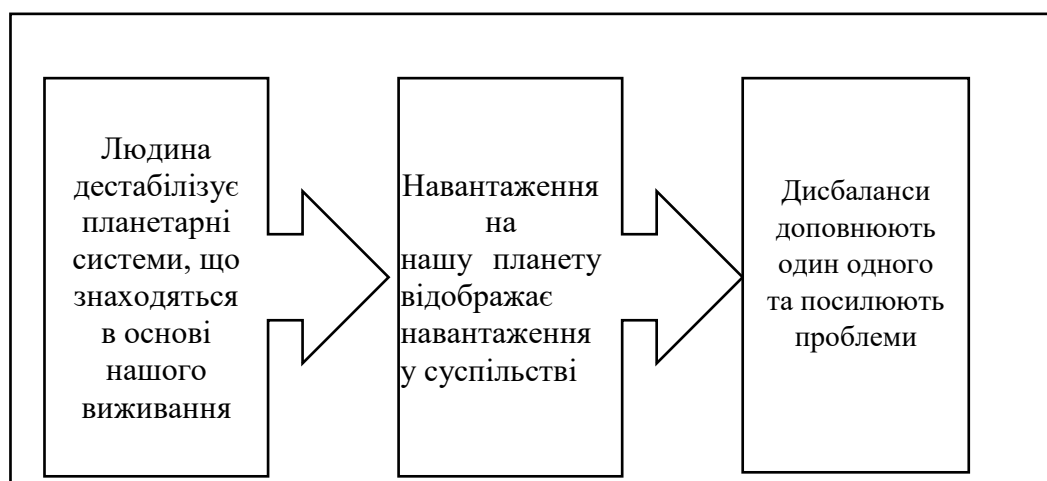 Людина
дестабілізує
планетарні
системи, що
знаходяться
в основі
нашого
виживання
Навантаження
на
нашу планету
відображає
навантаження
у суспільстві
Дисбаланси
доповнюють
один одного
та посилюють
проблеми